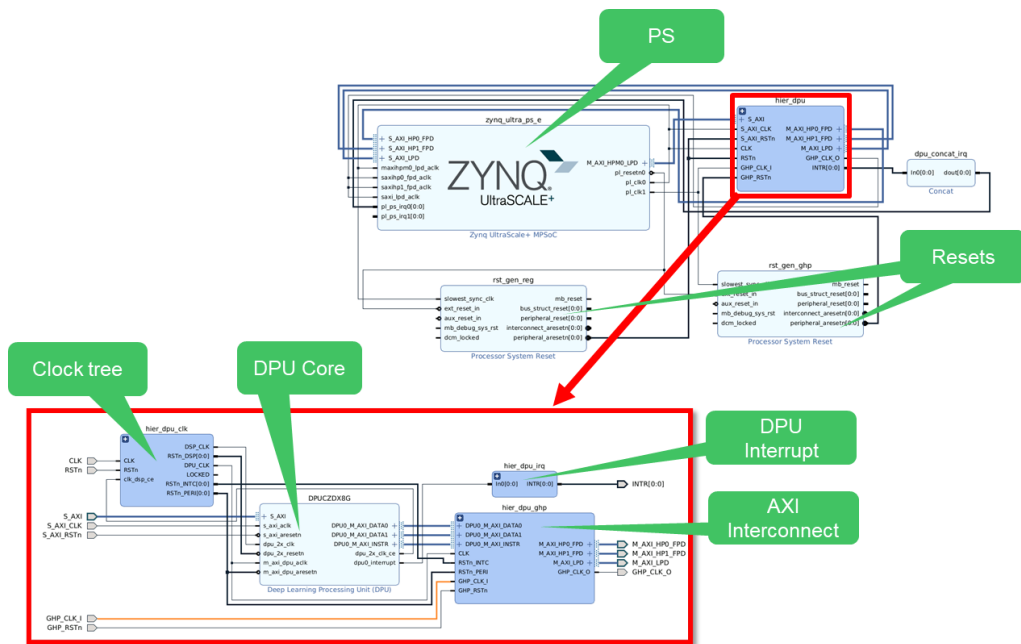 PS
zynq_ultra_ps_e
S_AXI_HP0_FPD
S_AXI_HP1_FPD
S_AXI_LPD
maxihpm0_lpd_aclk
saxihp0_fpd_aclk
saxihp1_fpd_aclk
saxi_lpd_aclk
pl_ps_irq0[0:0]
pl_ps_irq1[0:0]
ZYNQ
UltraSCALE+
M_AXI_HPM0_LPD
pl_resetn0
pl_clk0
pl_clk1
Zynq UltraScale+ MPSoC
hier_dpu
S_AXI
S_AXI_CLK
S_AXI_RSTn
CLK
RSTn
GHP_CLK_I
GHP_RSTn
M_AXI_HP0_FPD
M_AXI_HP1_FPD
M_AXI_LPD
GHP_CLK_O
INTR[0:0]
dpu_concat_irq
In0[0:0]
dout[0:0]
Concat
Resets
rst_gen_reg
slowest_sync_clk
ext_reset_in
aux_reset_in
mb_debug_sys_rst
dcm_locked
mb_reset
bus_struct_reset[0:0]
peripheral_reset[0:0]
interconnect_aresetn[0:0]
peripheral_aresetn[0:0]
Processor System Reset
rst_gen_ghp
slowest_sync_clk
aux_reset_in
mb_debug_sys_rst
dcm_locked
mb_reset
bus_struct_reset[0:0]
peripheral_reset[0:0]
interconnect_aresetn[0:0]
peripheral_aresetn[0:0]
Processor System Reset
Clock tree
DPU Core
DPU
Interrupt
AXI
Interconnect
hier_dpu_clk
CLK
RSTn
CLK
RSTn
clk_dsp_ce
DSP_CLK
RSTn_DSP[0:0]
DPU_CLK
LOCKED
RSTn_INTC[0:0]
RSTn_PERI[0:0]
S_AXI
S_AXI_CLK
S_AXI_RSTn
DPUCZDX8G
S_AXI
s_axi_aclk
s_axi_aresetn
dpu_2x_clk
dpu_2x_resetn
m_axi_dpu_aclk
m_axi_dpu_aresetn
DPU0_M_AXI_DATA0
DPU0_M_AXI_DATA1
DPU0_M_AXI_INSTR
dpu_2x_clk_ce
dpu0_interrupt
Deep Learning Processing Unit (DPU)
hier_dpu_irq
In0[0:0]
INTR[0:0]
INTR[0:0]
hier_dpu_ghp
DPU0_M_AXI_DATA0
DPU0_M_AXI_DATA1
DPU0_M_AXI_INSTR
CLK
RSTn_INTC
RSTn_PERI
GHP_CLK_I
GHP_RSTn
M_AXI_HP0_FPD
M_AXI_HP1_FPD
M_AXI_LPD
GHP_CLK_O
M_AXI_HP0_FPD
M_AXI_HP1_FPD
M_AXI_LPD
GHP_CLK_O
GHP_CLK_I
GHP_RSTn